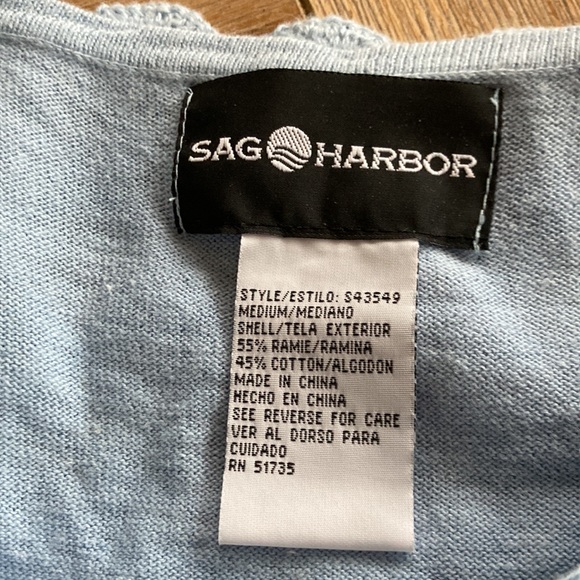 SAG HARBOR
STYLE/ESTILO: S43549
MEDIUM/MEDIANO
SHELL/TELA EXTERIOR
55% RAMIE/RAMINA
45% COTTON/ALGODON
MADE IN CHINA
HECHO EN CHINA
SEE REVERSE FOR CARE
VER AL DORSO PARA
CUIDADO
RN 51735